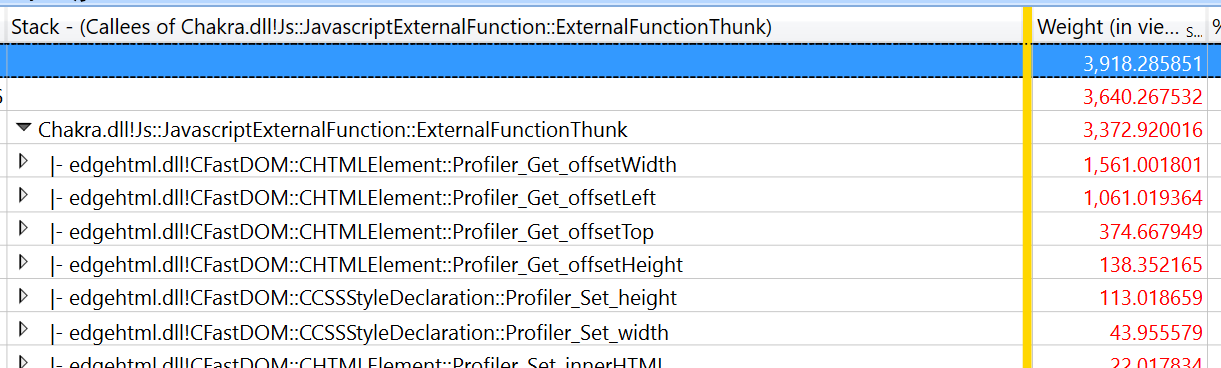 Stack - (Callees of Chakra.dll!Js::JavascriptExternalFunction::ExternalFunctionThunk) Weight (in vie... s... %
3,918.285851
3,640.267532
Chakra.dll!Js::JavascriptExternalFunction::ExternalFunctionThunk 3,372.920016
|- edgehtml.dll!CFastDOM::CHTMLElement::Profiler_Get_offsetWidth 1,561.001801
|- edgehtml.dll!CFastDOM::CHTMLElement::Profiler_Get_offsetLeft 1,061.019364
|- edgehtml.dll!CFastDOM::CHTMLElement::Profiler_Get_offsetTop 374.667949
|- edgehtml.dll!CFastDOM::CHTMLElement::Profiler_Get_offsetHeight 138.352165
|- edgehtml.dll!CFastDOM::CCSSStyleDeclaration::Profiler_Set_height 113.018659
|- edgehtml.dll!CFastDOM::CCSSStyleDeclaration::Profiler_Set_width 43.955579
|- edgehtml.dll!CFastDOM::CHTMLElement::Profiler_Set_innerHTML 22.017834